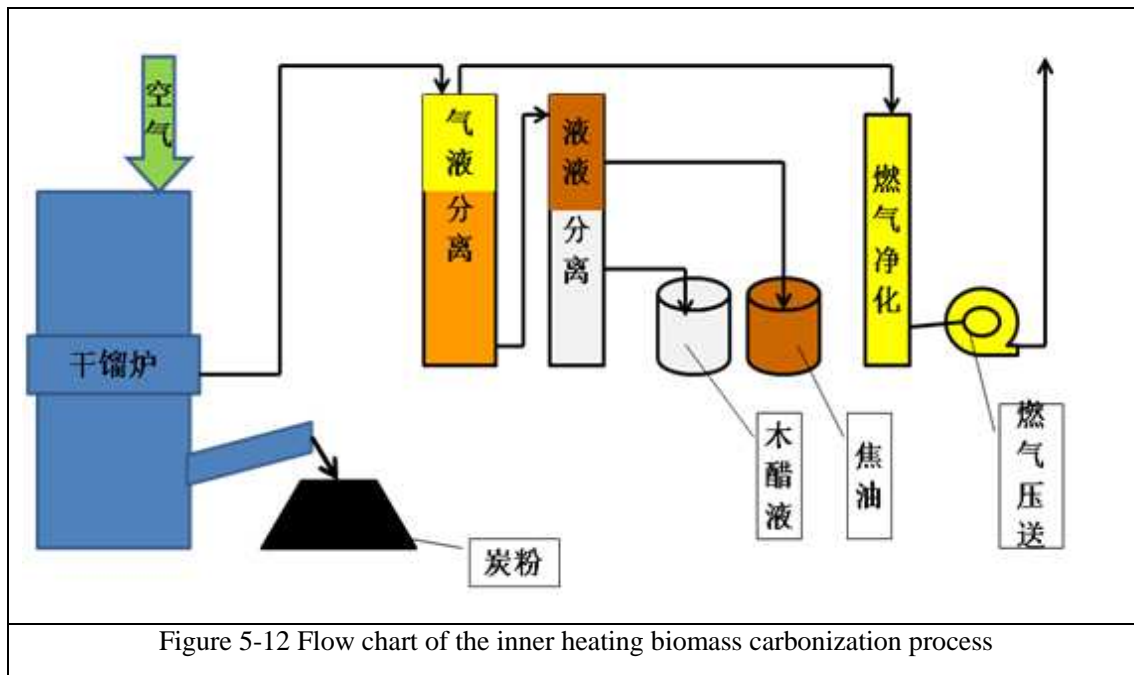 空气
干馏炉
炭粉
气液分离
液液分离
木醋液
焦油
燃气净化
燃气压送
Figure 5-12 Flow chart of the inner heating biomass carbonization process